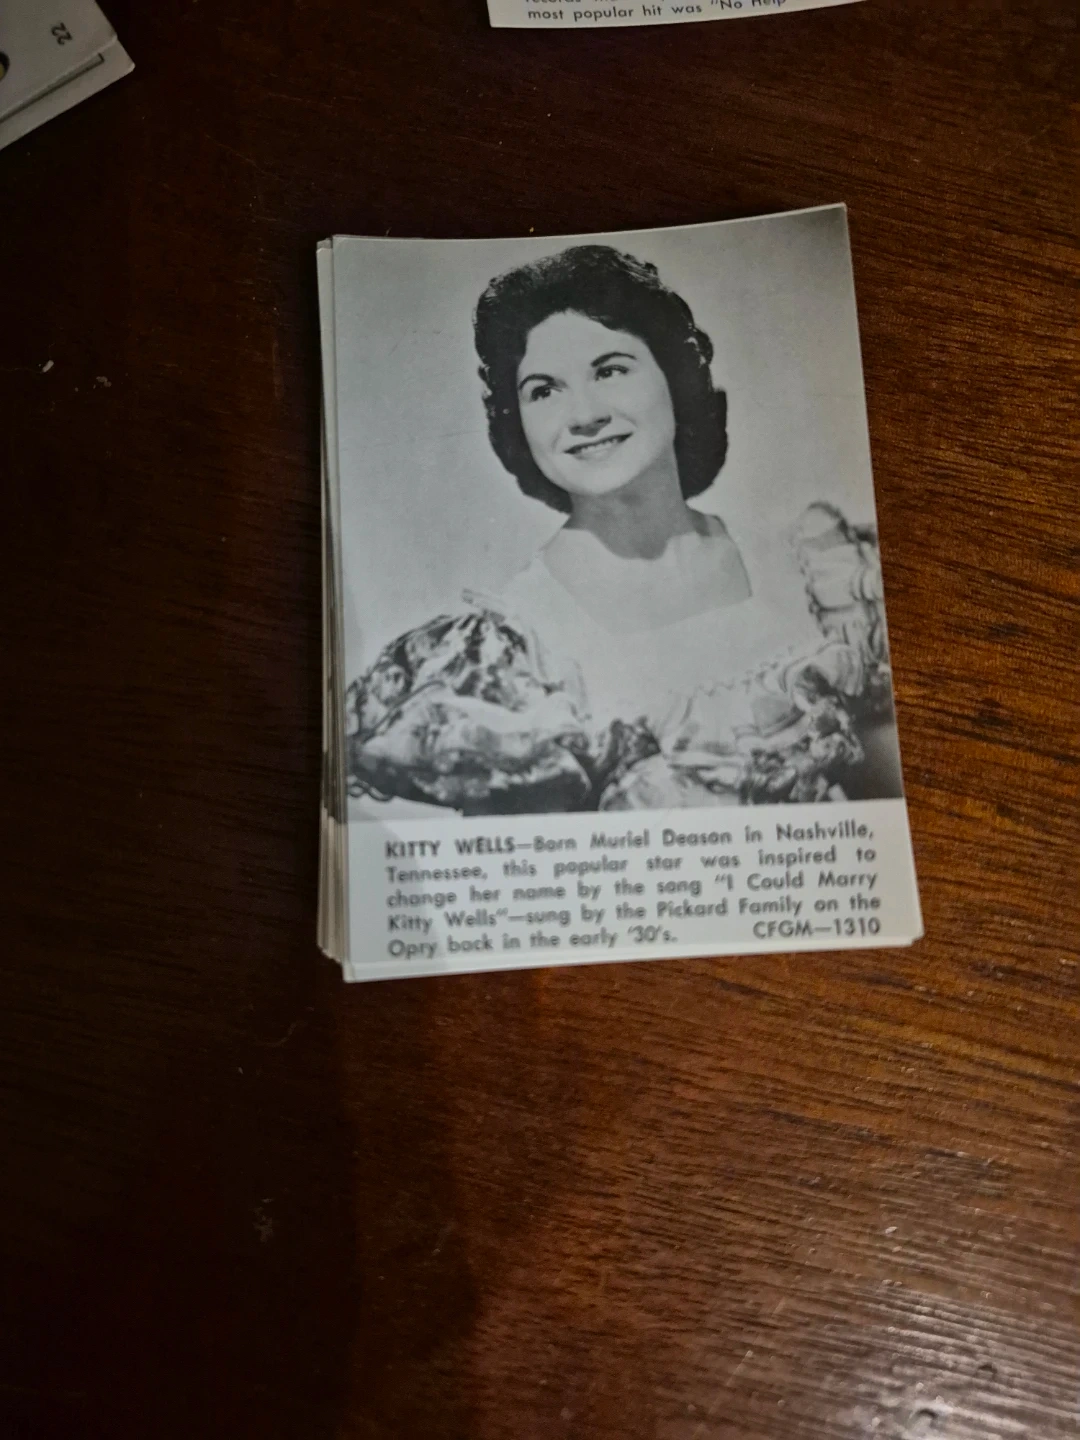 most popular hit was "No Help
22
KITTY WELLS—Born Muriel Deason in Nashville,
Tennessee, this popular star was inspired to
change her name by the song "I Could Marry
Kitty Wells"—sung by the Pickard Family on the
Opry back in the early '30's. CFGM—1310